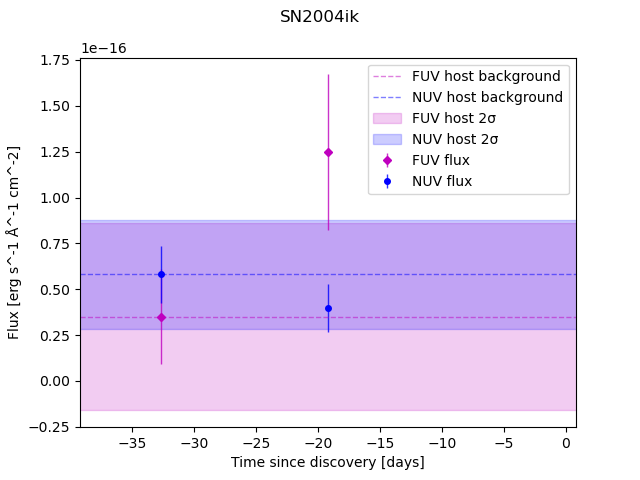 SN2004ik
1e−16
1.75
1.50
1.25
1.00
0.75
0.50
0.25
0.00
−0.25
Flux [erg s^-1 Å^-1 cm^-2]
FUV host background
NUV host background
FUV host 2σ
NUV host 2σ
FUV flux
NUV flux
−35 −30 −25 −20 −15 −10 −5 0
Time since discovery [days]